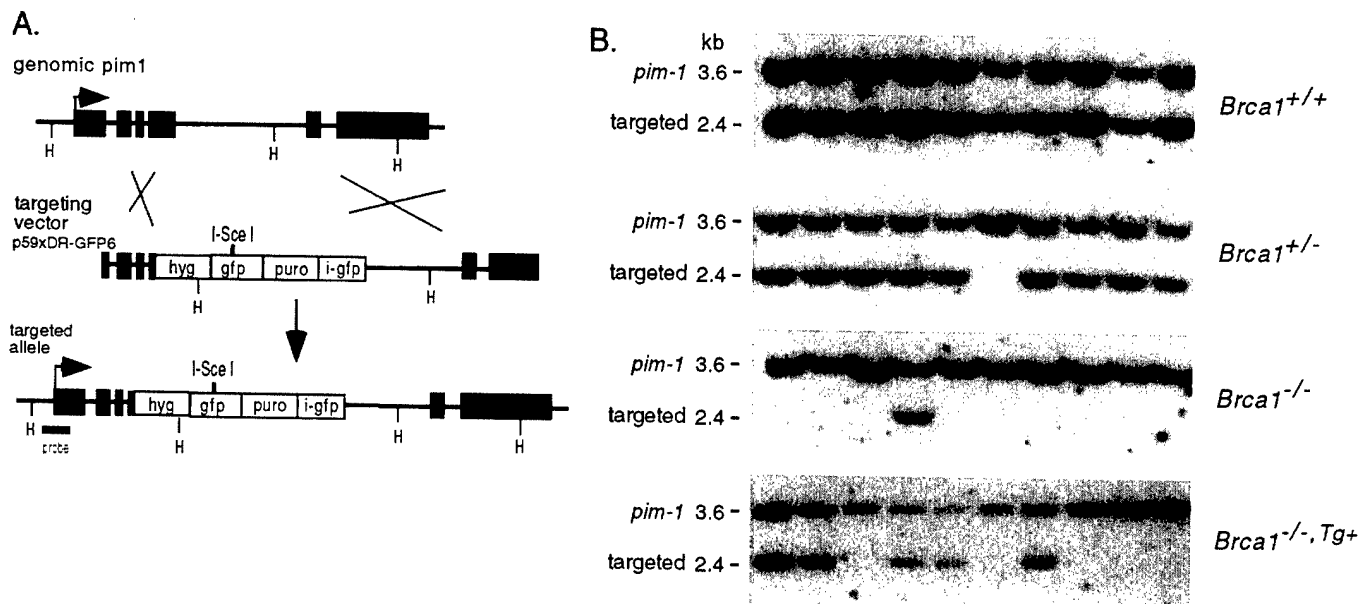 A.
genomic pim1
H
H
H
targeting
vector
p59xDR-GFP6
I-Sce I
hyg gfp puro i-gfp
H
H
targeted
allele
I-Sce I
hyg gfp puro i-gfp
H
probe
H
H
H
B.
kb
pim-1 3.6 -
targeted 2.4 -
Brca1+/+
pim-1 3.6 -
targeted 2.4 -
Brca1+/-
pim-1 3.6 -
targeted 2.4 -
Brca1-/-
pim-1 3.6 -
targeted 2.4 -
Brca1-/-, Tg+